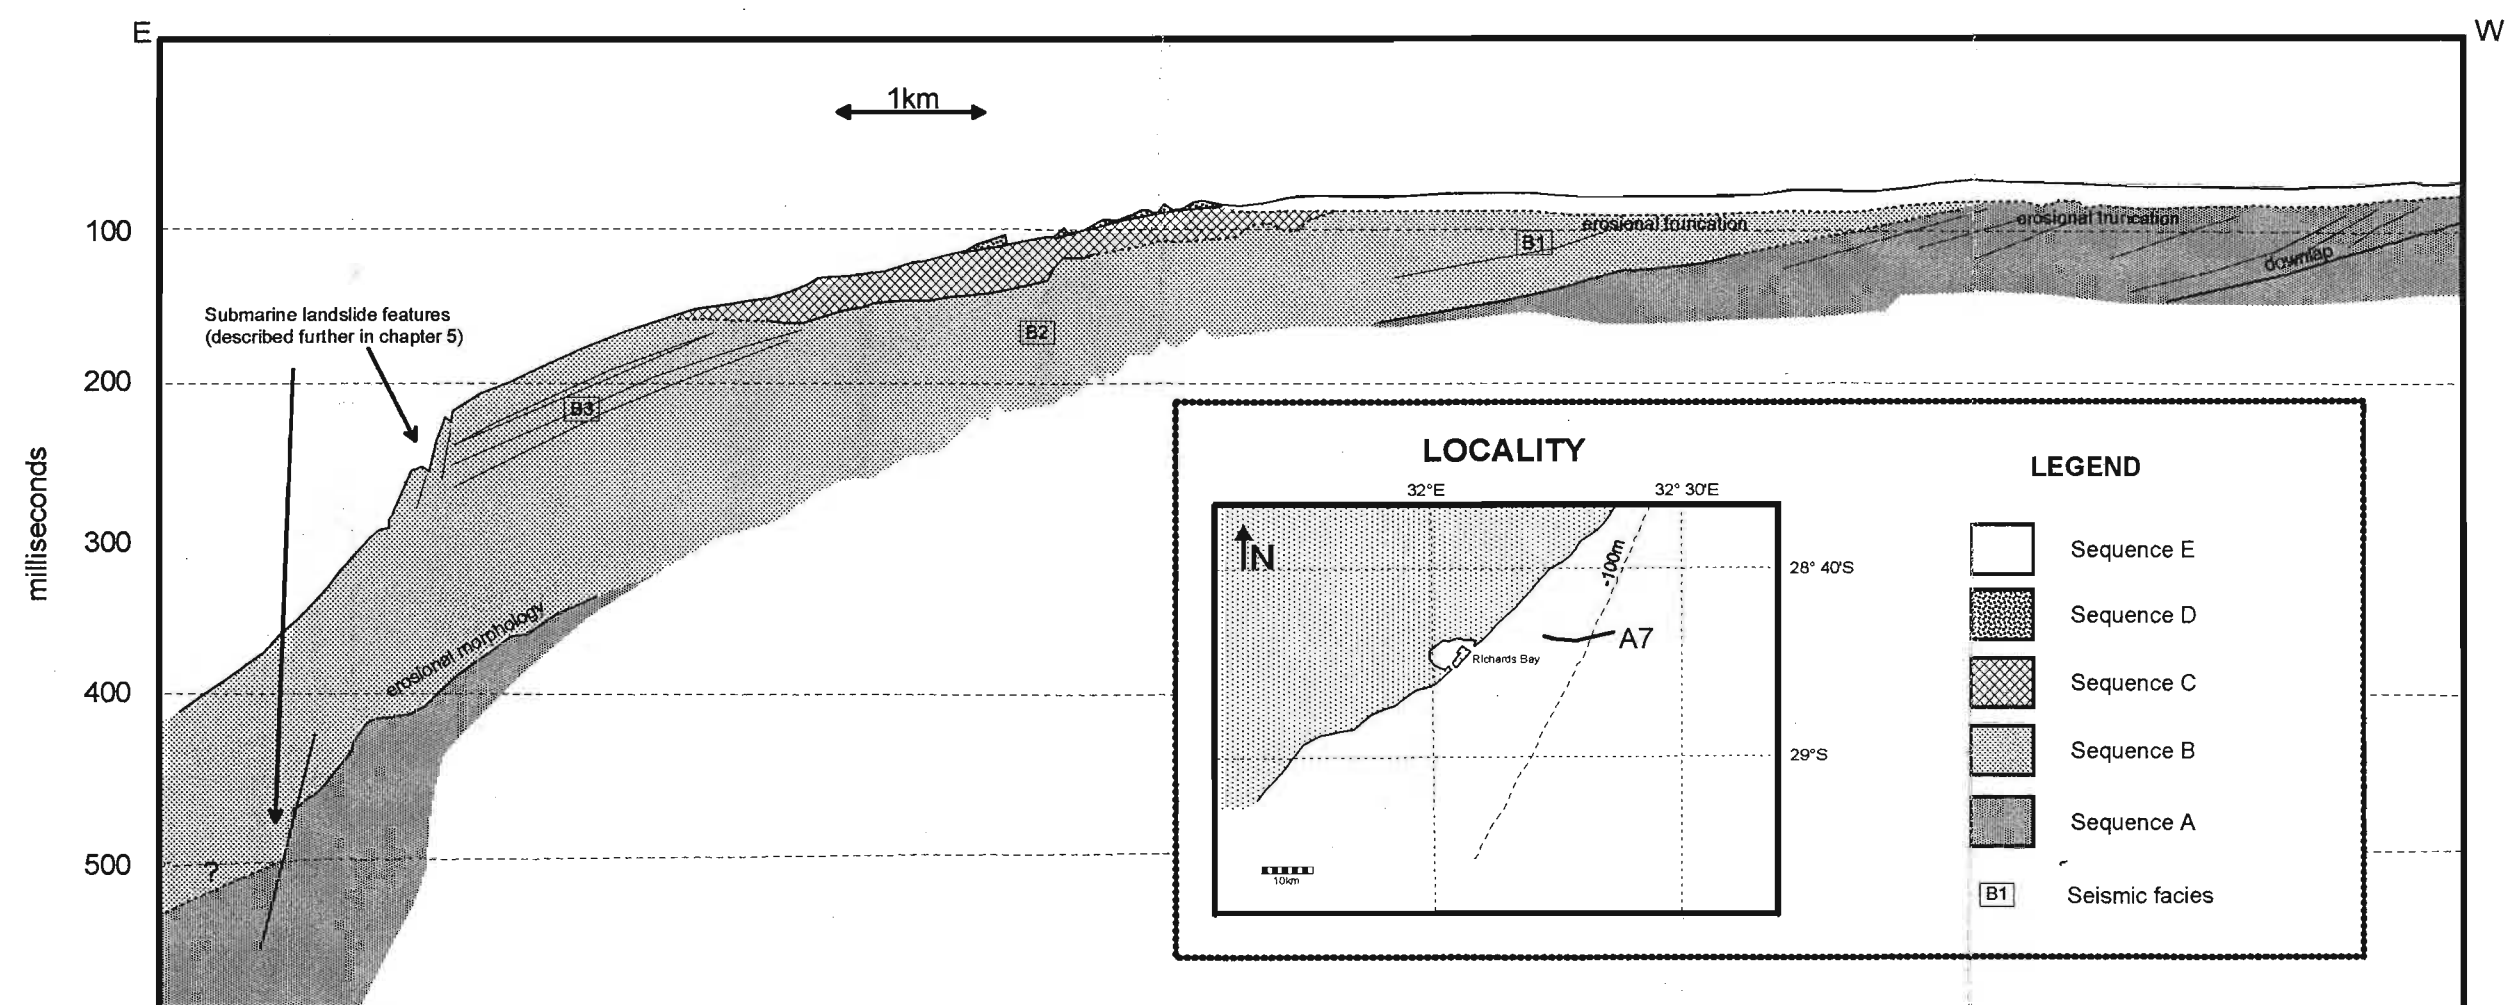 E
W
1km
100
erosional truncation
erosional truncation
B1
downlap
Submarine landslide features
(described further in chapter 5)
B2
200
B3
milliseconds
300
erosional morphology
400
500
?
LOCALITY
32°E
32° 30'E
N
-100m
28° 40'S
A7
Richards Bay
29°S
10km
LEGEND
Sequence E
Sequence D
Sequence C
Sequence B
Sequence A
B1
Seismic facies